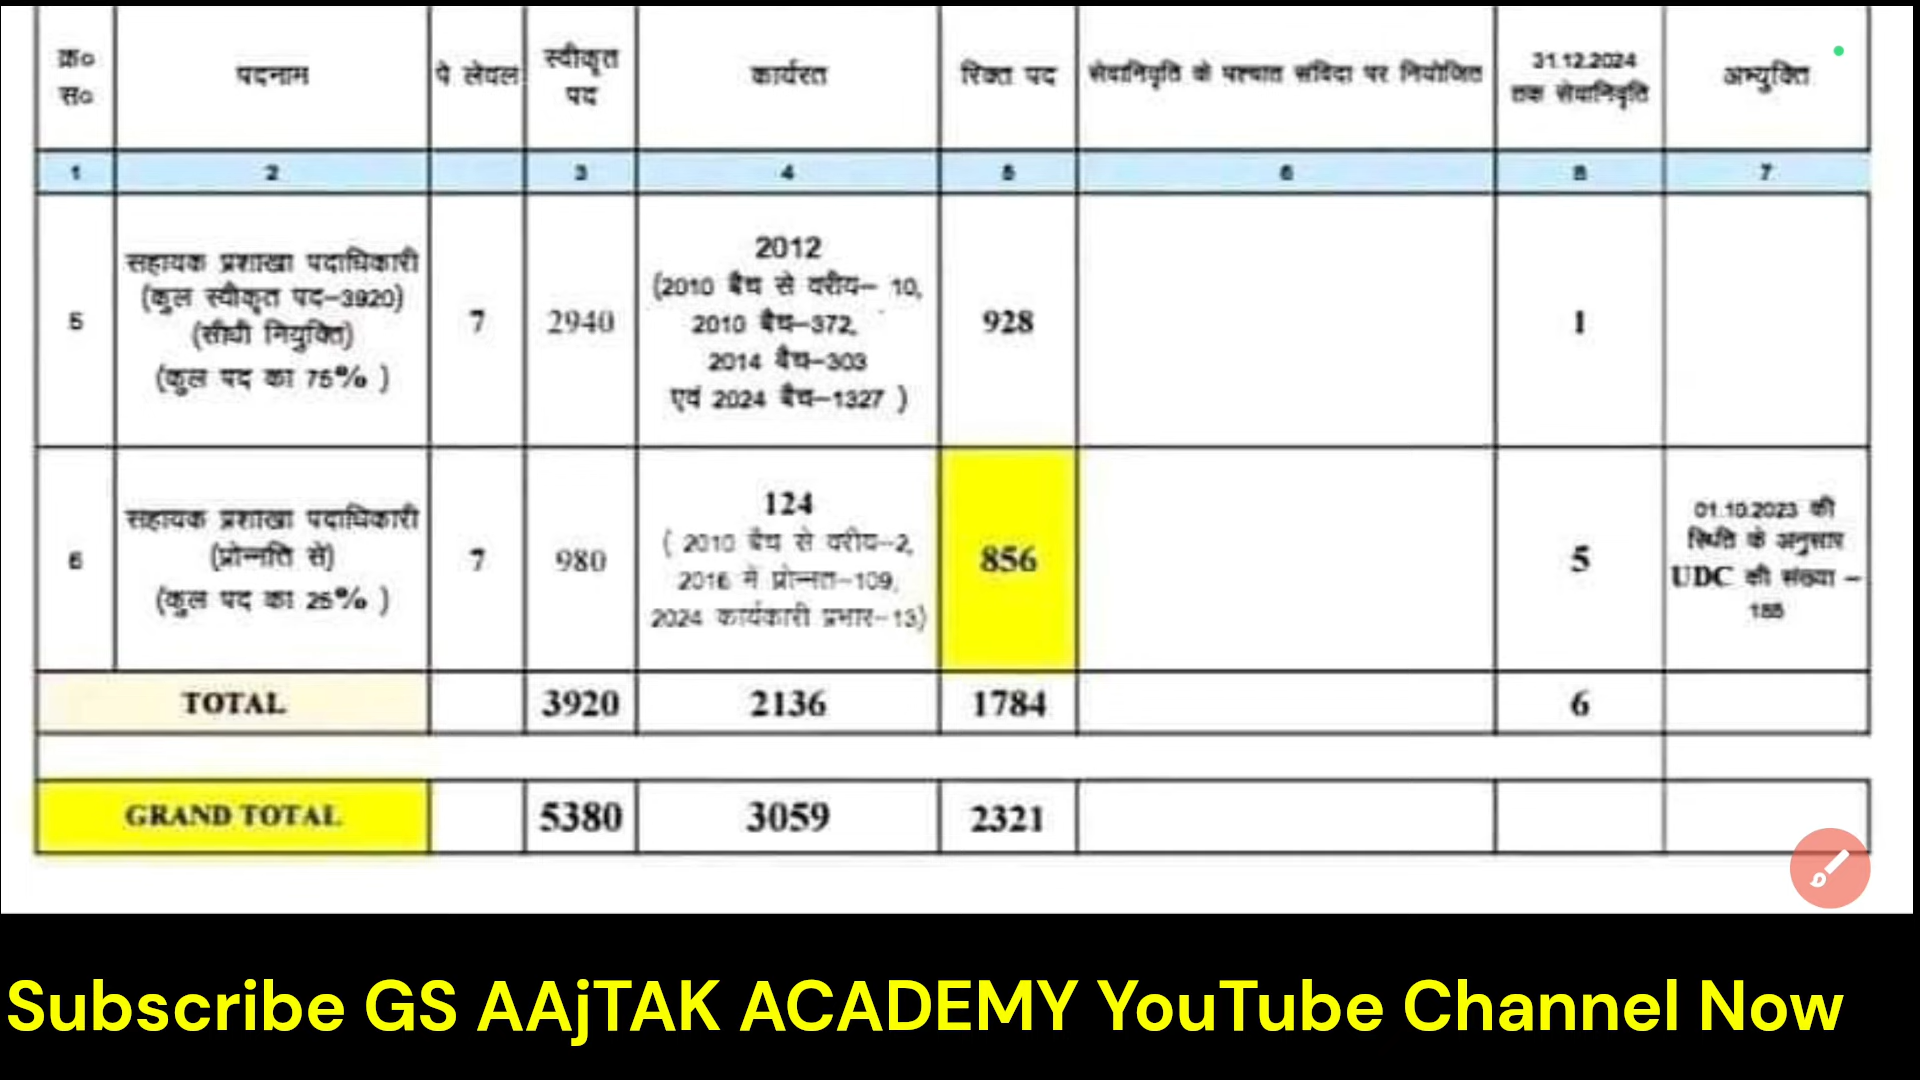 क्र० स०	पदनाम	पे लेवल	स्वीकृत पद	कार्यरत	रिक्त पद	सेवानिवृति के पश्चात संविदा पर नियोजित	31.12.2024 तक सेवानिवृति	अभ्युक्ति
1	2	3	4	5	6	8	7
5	सहायक प्रशाखा पदाधिकारी	7	2940	2012	928	1
(कुल स्वीकृत पद–3920)
(सीधी नियुक्ति)
(कुल पद का 75% )
(2010 बैच से वरीय– 10,
2010 बैच–372,
2014 बैच–303
एवं 2024 बैच–1327 )
6	सहायक प्रशाखा पदाधिकारी	7	980	124	856	5
(प्रोन्नति से)
(कुल पद का 25% )
( 2010 बैच से वरीय–2,
2016 में प्रोन्नत–109,
2024 कार्यकारी प्रभार–13)
01.10.2023 की
स्थिति के अनुसार
UDC की संख्या –
TOTAL	3920	2136	1784	6
GRAND TOTAL	5380	3059	2321
Subscribe GS AAjTAK ACADEMY YouTube Channel Now